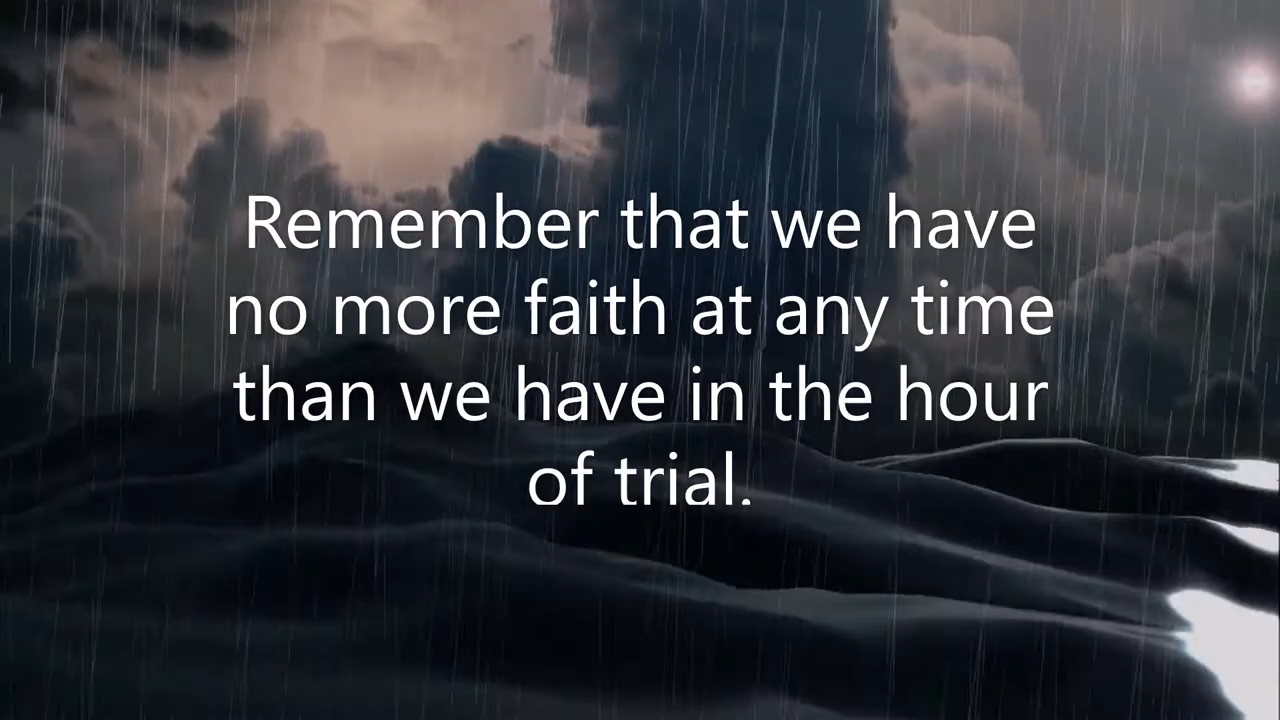 Remember that we have
no more faith at any time
than we have in the hour
of trial.